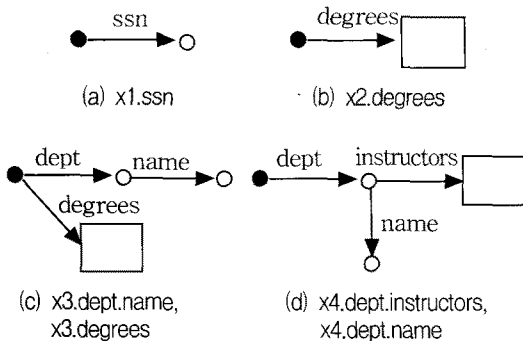 ssn
(a) x1.ssn
degrees
(b) x2.degrees
dept
name
degrees
(c) x3.dept.name,
x3.degrees
dept
instructors
name
(d) x4.dept.instructors,
x4.dept.name